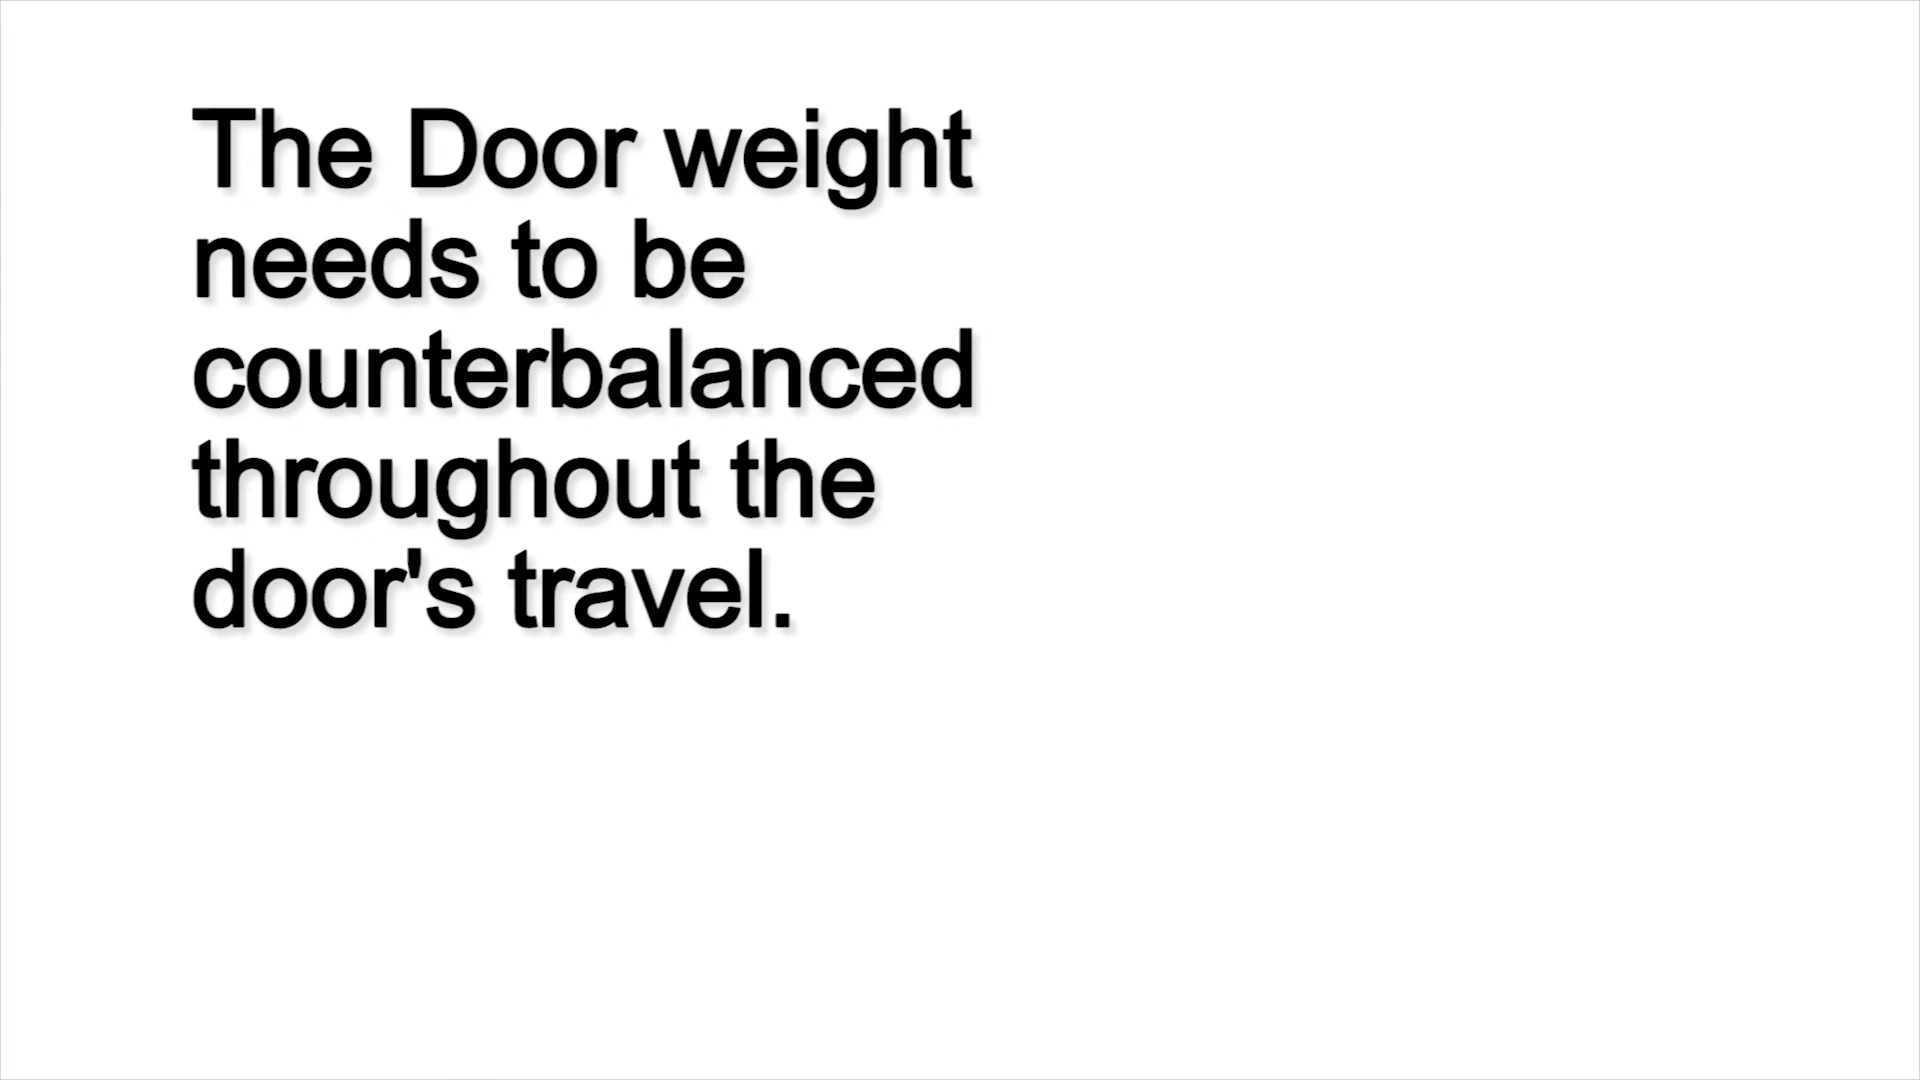 The Door weight
needs to be
counterbalanced
throughout the
door's travel.